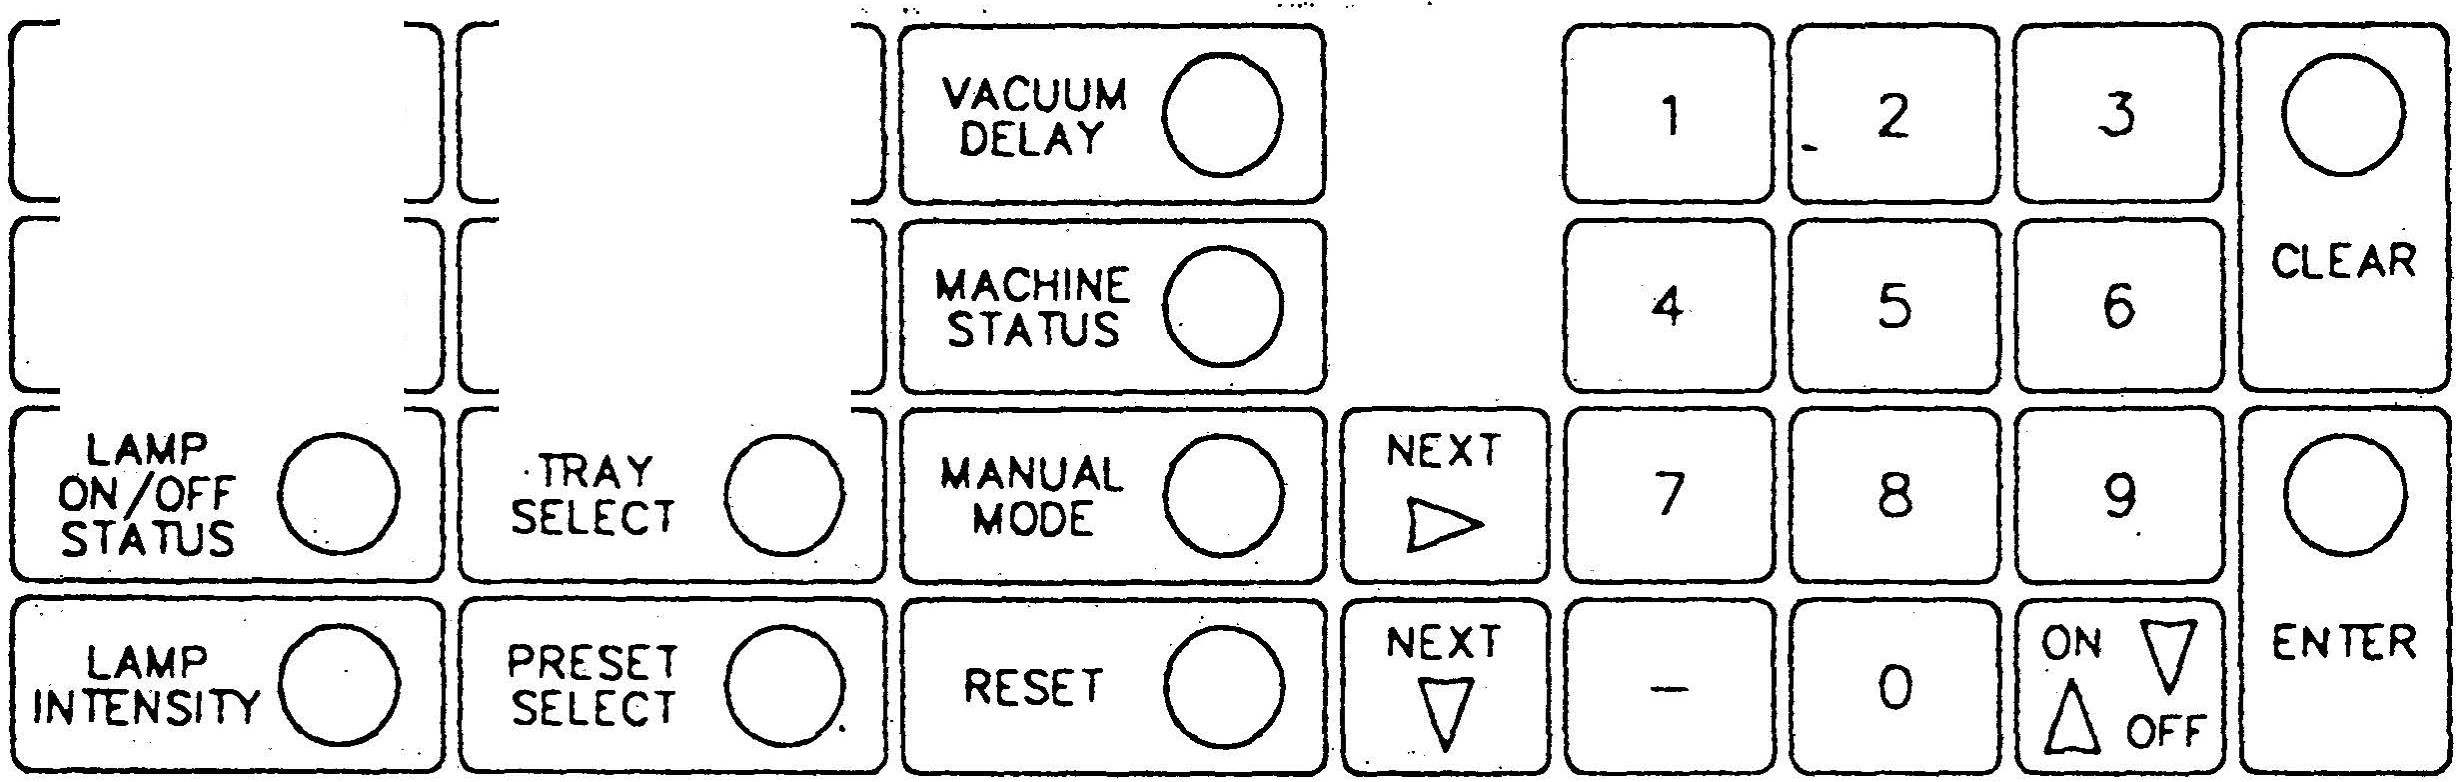 VACUUM
DELAY
1
2
3
CLEAR
MACHINE
STATUS
4
5
6
LAMP
ON/OFF
STATUS
TRAY
SELECT
MANUAL
MODE
NEXT
7
8
9
ENTER
LAMP
INTENSITY
PRESET
SELECT
RESET
NEXT
-
0
ON
OFF